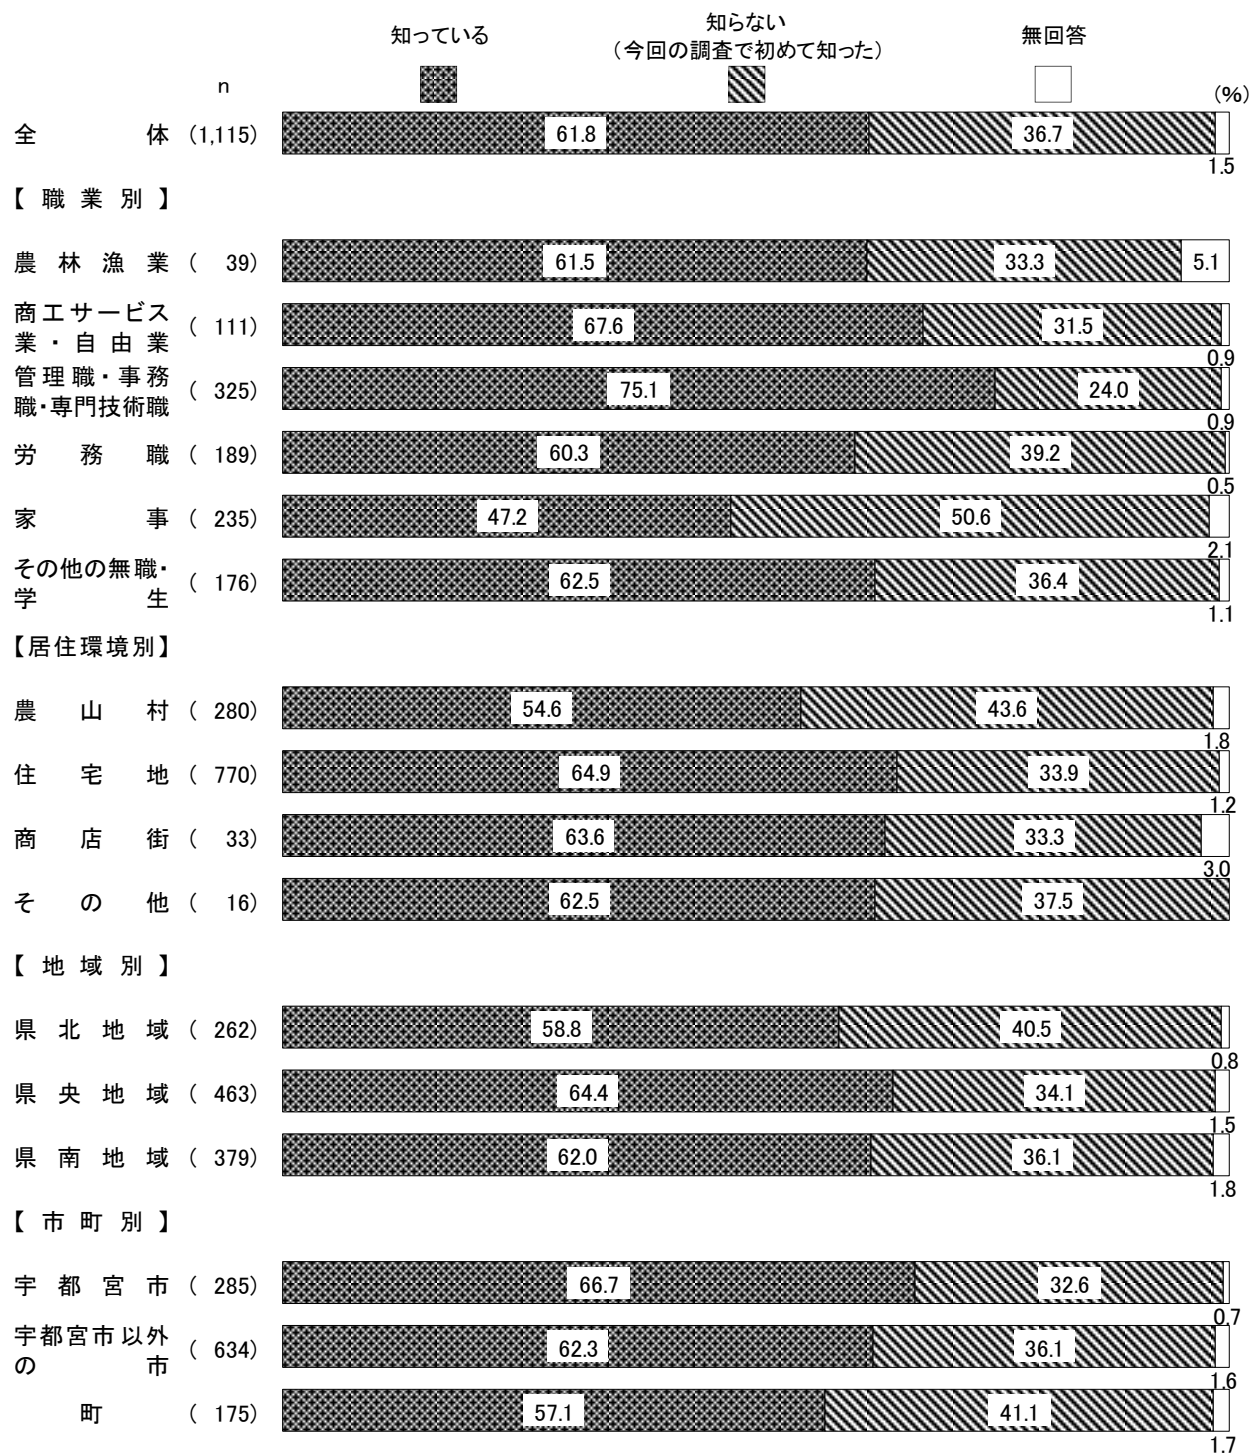 知っている
知らない
（今回の調査で初めて知った）
無回答
n
(%)
全体 (1,115) 61.8 36.7 1.5
【職業別】
農林漁業 ( 39) 61.5 33.3 5.1
商工サービス
業・自由業 ( 111) 67.6 31.5 0.9
管理職・事務
職・専門技術職 ( 325) 75.1 24.0 0.9
労務職 ( 189) 60.3 39.2 0.5
家事 ( 235) 47.2 50.6 2.1
その他の無職・
学生 ( 176) 62.5 36.4 1.1
【居住環境別】
農山村 ( 280) 54.6 43.6 1.8
住宅地 ( 770) 64.9 33.9 1.2
商店街 ( 33) 63.6 33.3 3.0
その他 ( 16) 62.5 37.5
【地域別】
県北地域 ( 262) 58.8 40.5 0.8
県央地域 ( 463) 64.4 34.1 1.5
県南地域 ( 379) 62.0 36.1 1.8
【市町別】
宇都宮市 ( 285) 66.7 32.6 0.7
宇都宮市以外
の市 ( 634) 62.3 36.1 1.6
町 ( 175) 57.1 41.1 1.7